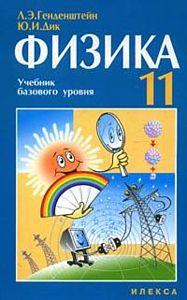 Л.Э.Генденштейн
Ю.И.Дик
ФИЗИКА
Учебник
базового уровня
11
ИЛЕКСА